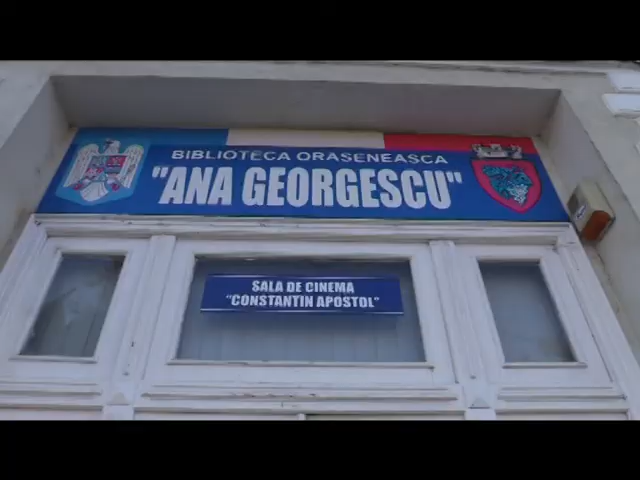 BIBLIOTECA ORASENEASCA
"ANA GEORGESCU"
SALA DE CINEMA
"CONSTANTIN APOSTOL"